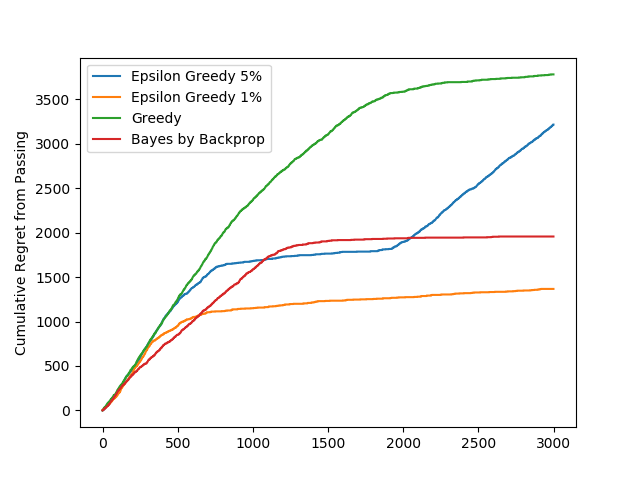 Epsilon Greedy 5%
Epsilon Greedy 1%
Greedy
Bayes by Backprop
Cumulative Regret from Passing
3500
3000
2500
2000
1500
1000
500
0
0 500 1000 1500 2000 2500 3000